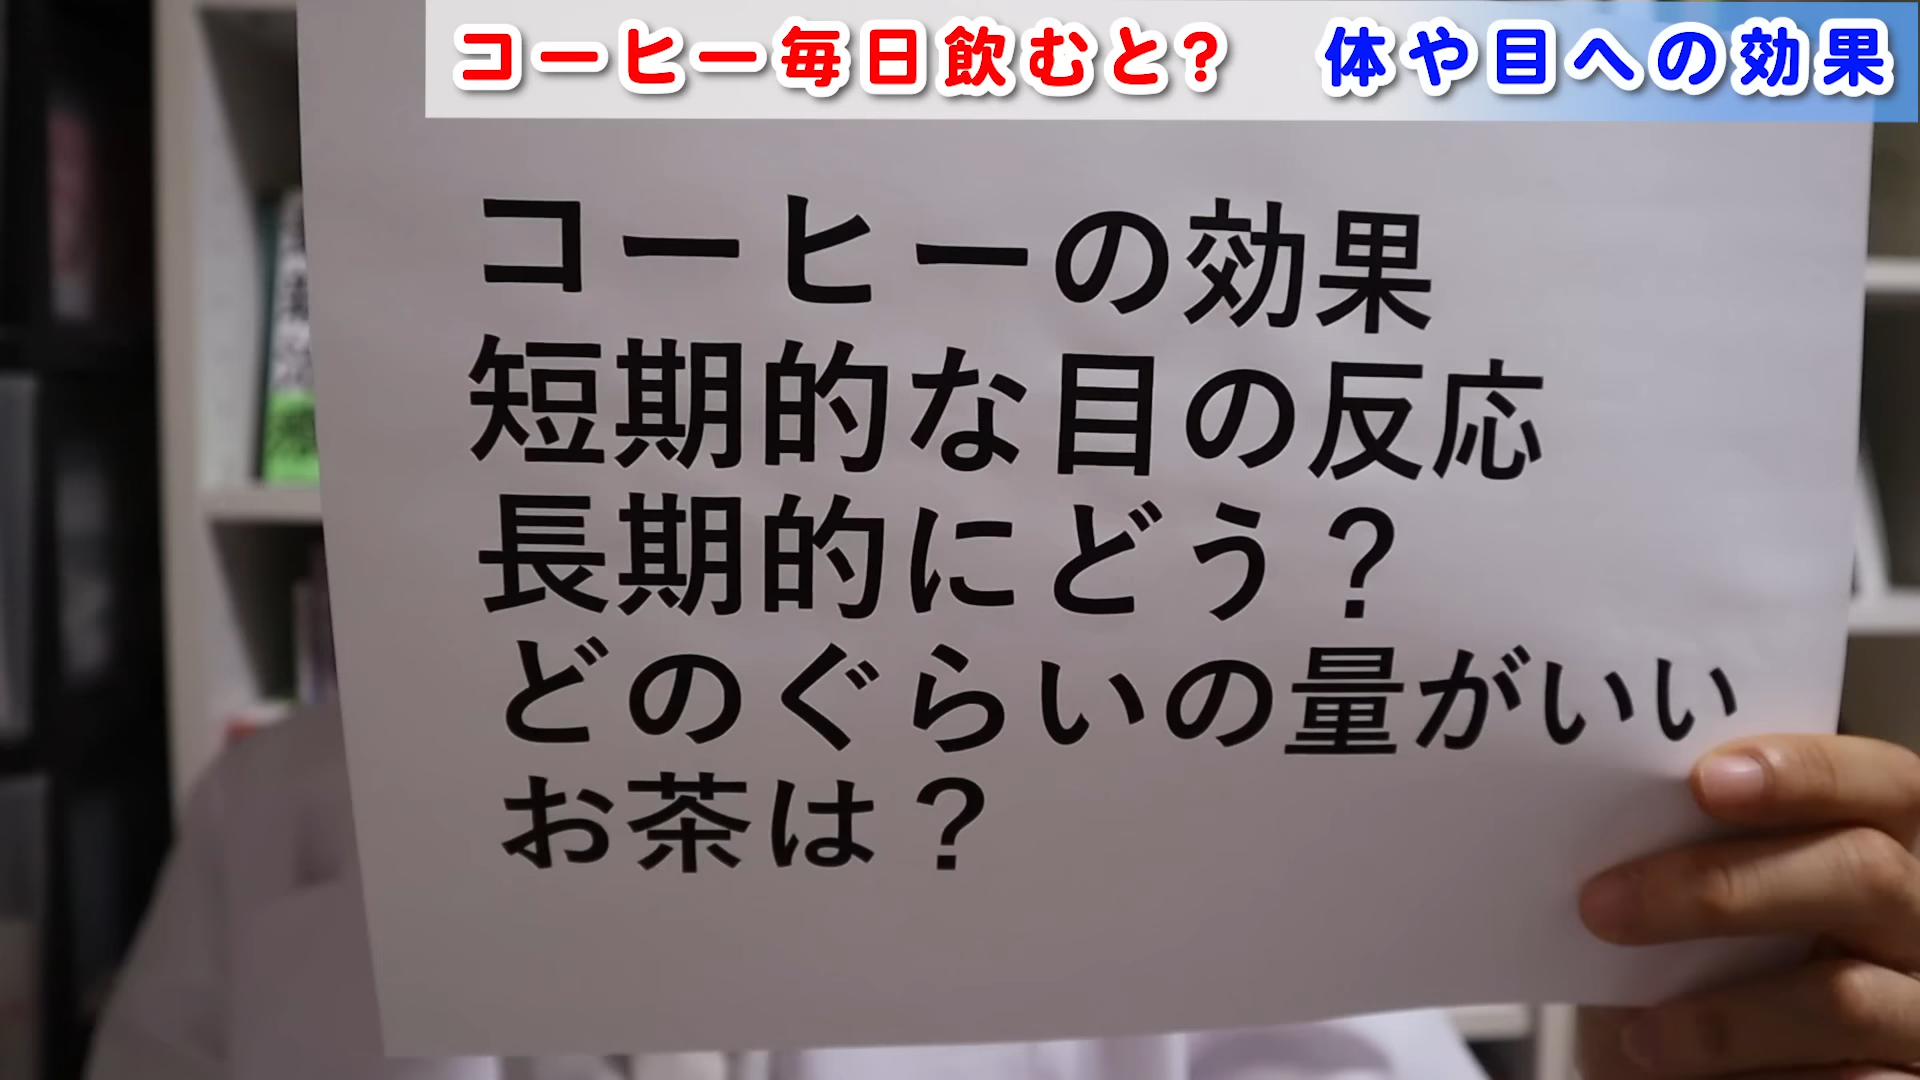 コーヒー毎日飲むと? 体や目への効果
コーヒーの効果
短期的な目の反応
長期的にどう？
どのぐらいの量がいい
お茶は？